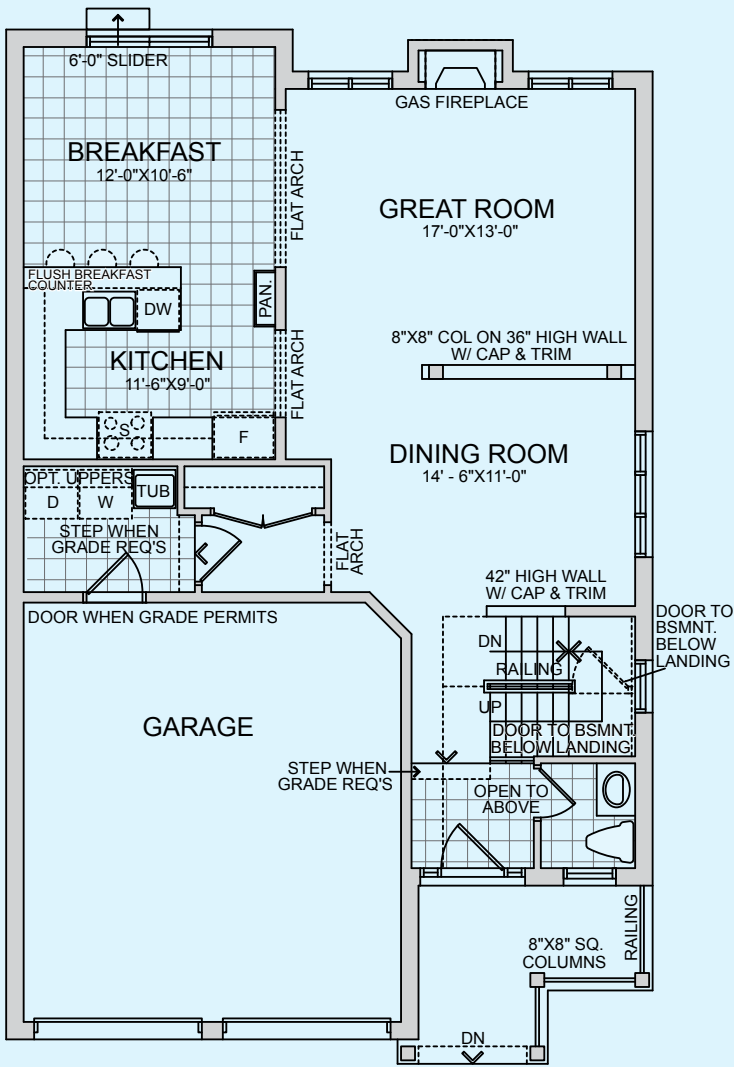 6'-0" SLIDER
GAS FIREPLACE
BREAKFAST
12'-0"X10'-6"
FLAT ARCH
GREAT ROOM
17'-0"X13'-0"
FLUSH BREAKFAST
COUNTER
DW
PAN.
8"X8" COL ON 36" HIGH WALL
W/ CAP & TRIM
KITCHEN
11'-6"X9'-0"
FLAT ARCH
S
F
DINING ROOM
14' - 6"X11'-0"
OPT. UPPERS
D
W
TUB
STEP WHEN
GRADE REQ'S
FLAT
ARCH
42" HIGH WALL
W/ CAP & TRIM
DOOR WHEN GRADE PERMITS
DOOR TO
BSMNT.
BELOW
LANDING
DN
RAILING
UP
DOOR TO BSMNT.
BELOW LANDING
GARAGE
STEP WHEN
GRADE REQ'S
OPEN TO
ABOVE
RAILING
8"X8" SQ.
COLUMNS
DN